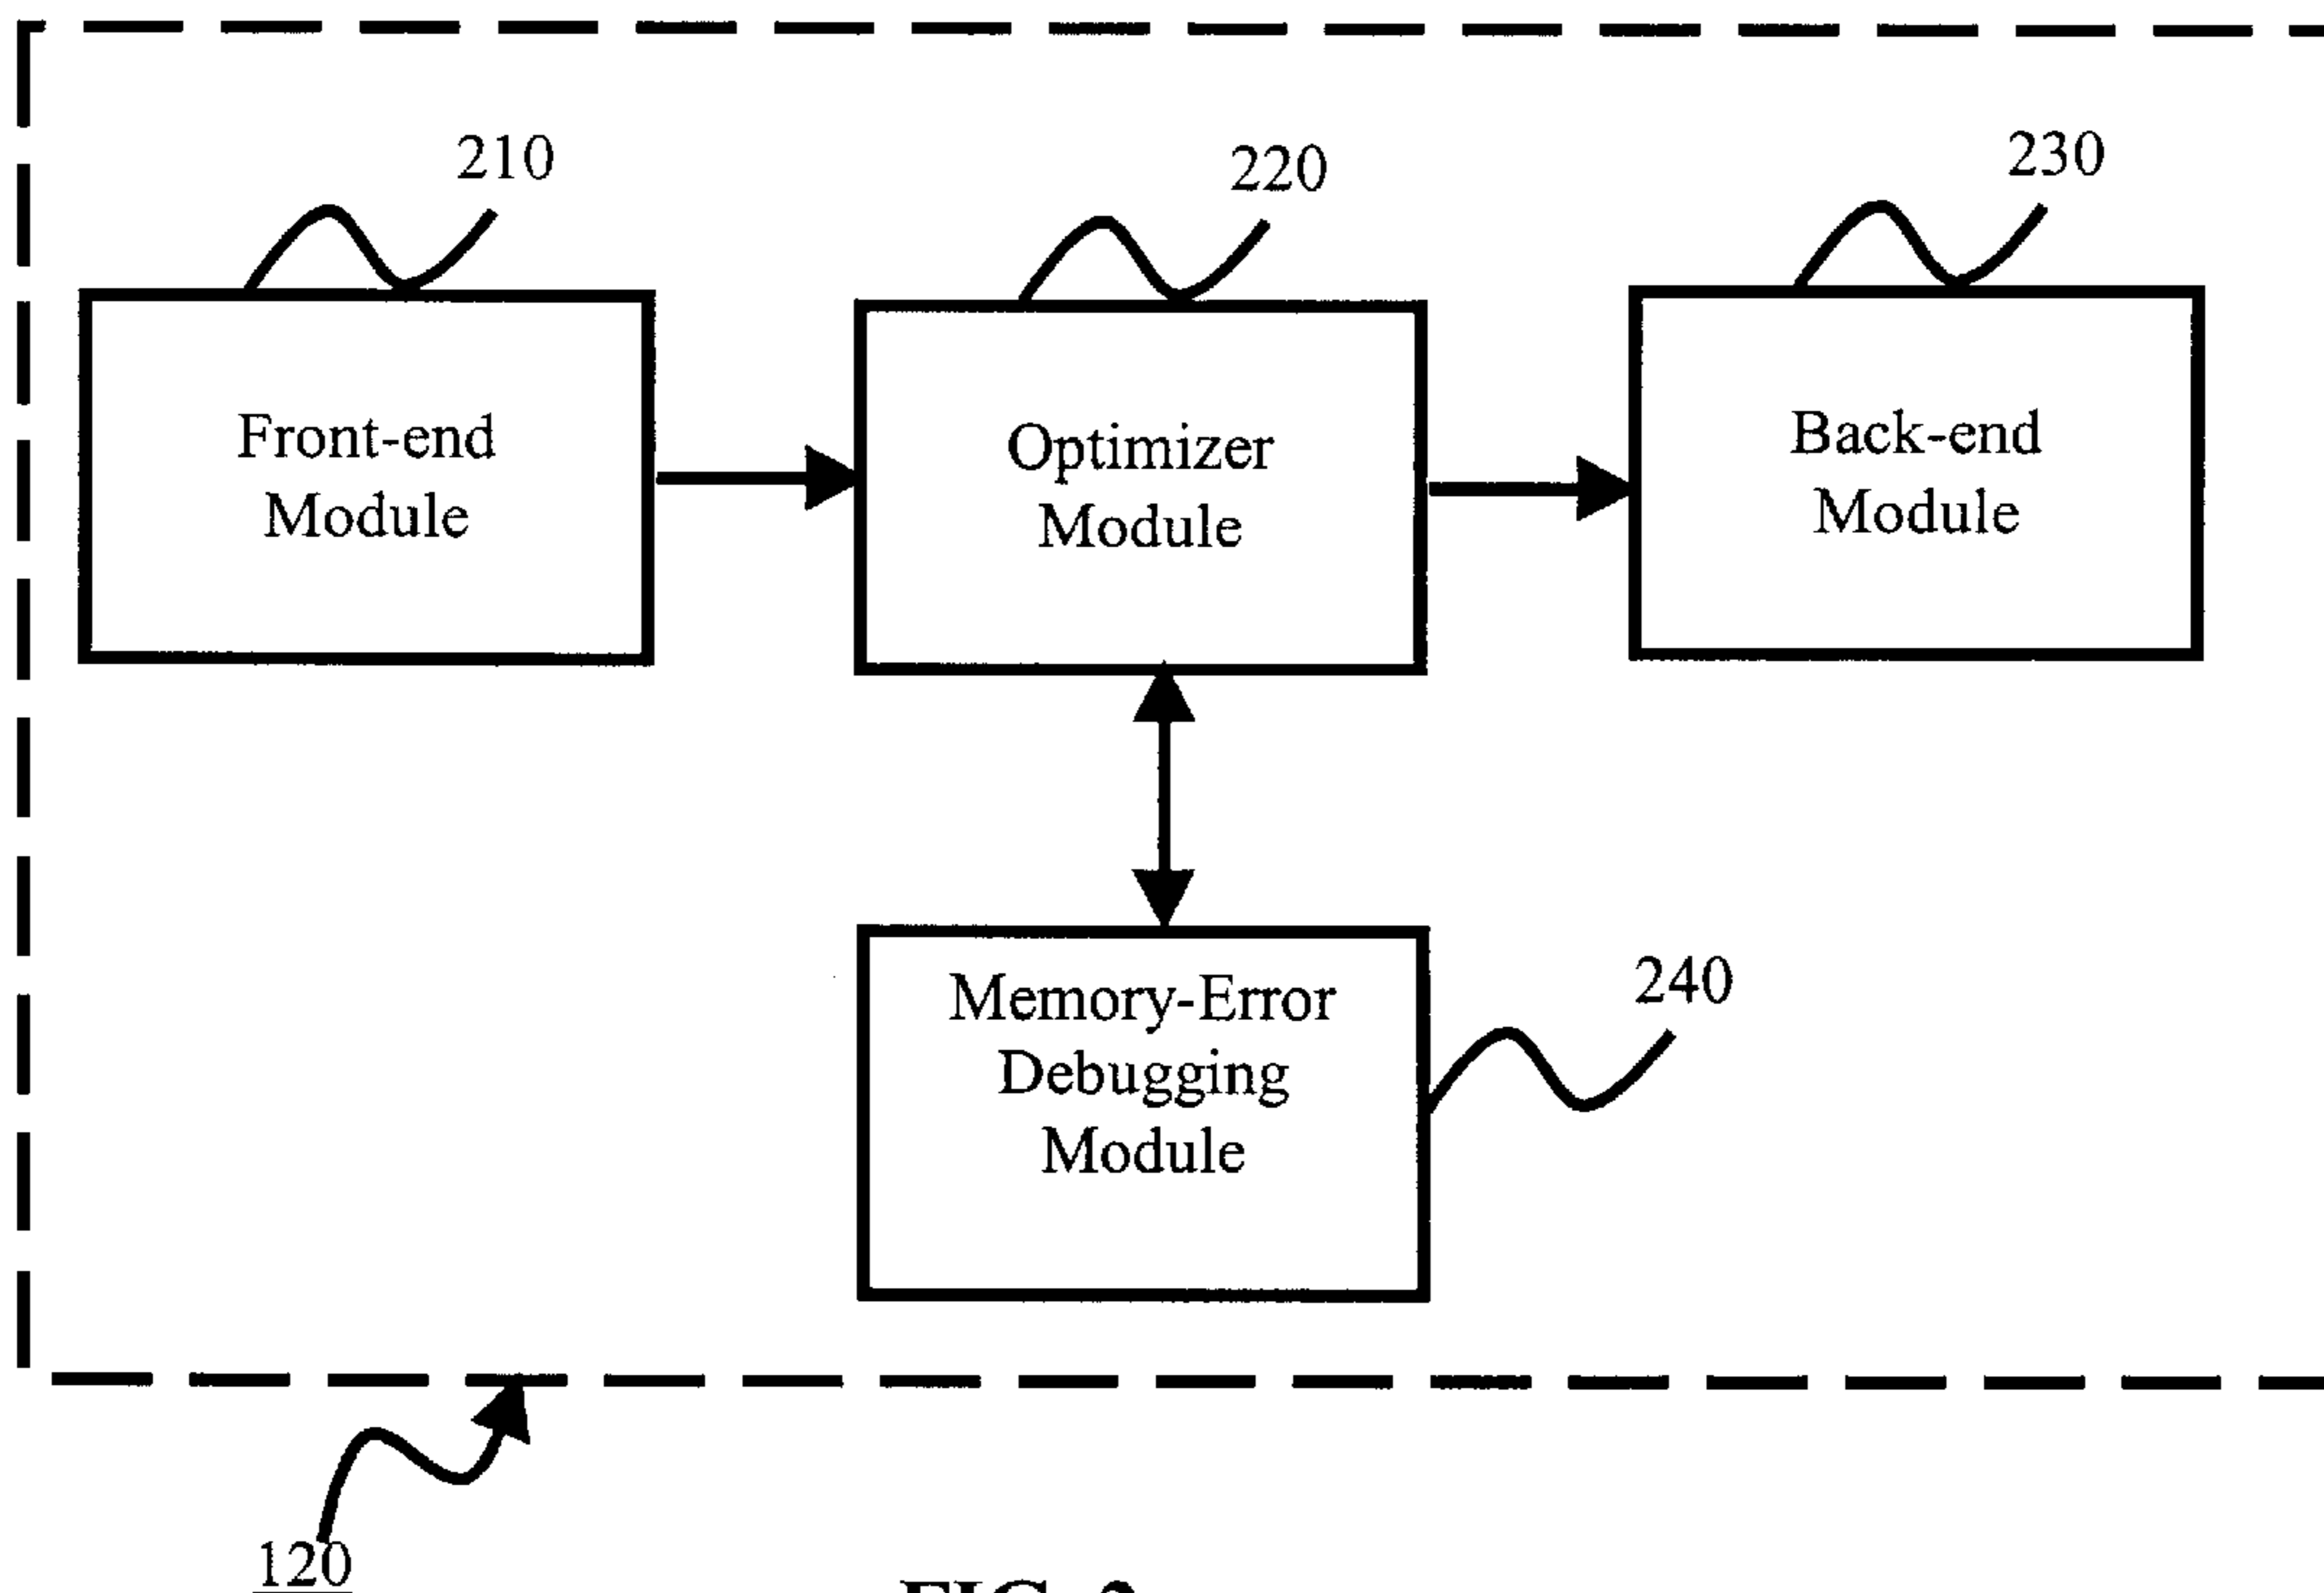 210
220
230
Front-end
Module
Optimizer
Module
Back-end
Module
Memory-Error
Debugging
Module
240
120